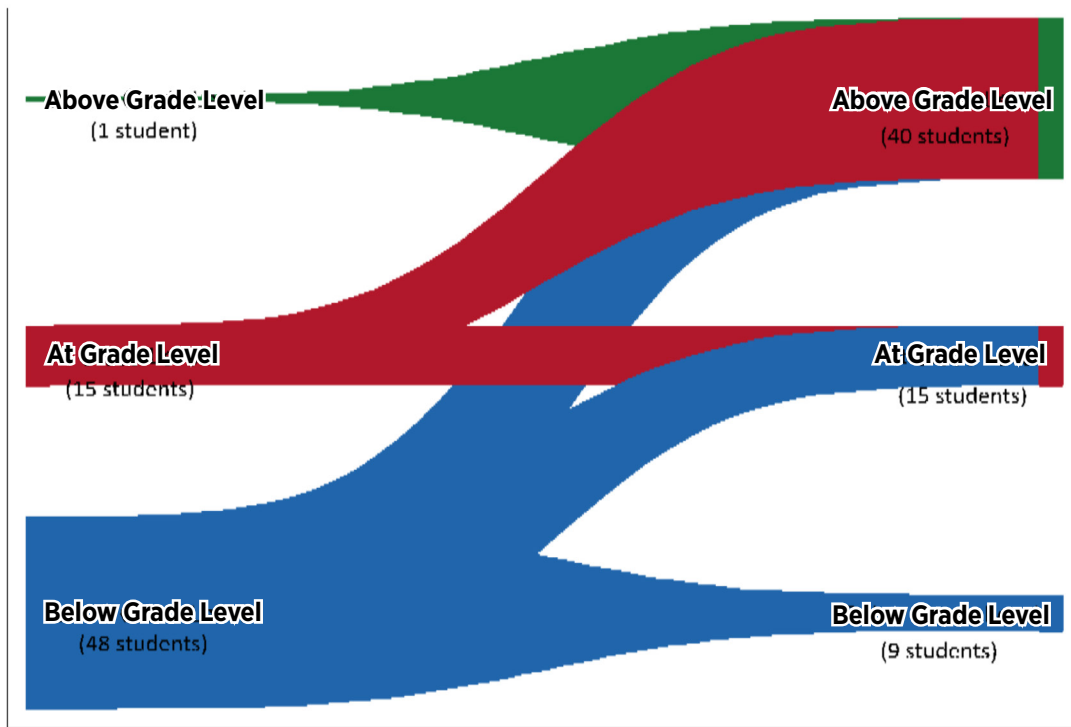 Above Grade Level
(1 student)
Above Grade Level
(40 students)
At Grade Level
(15 students)
At Grade Level
(15 students)
Below Grade Level
(48 students)
Below Grade Level
(9 students)